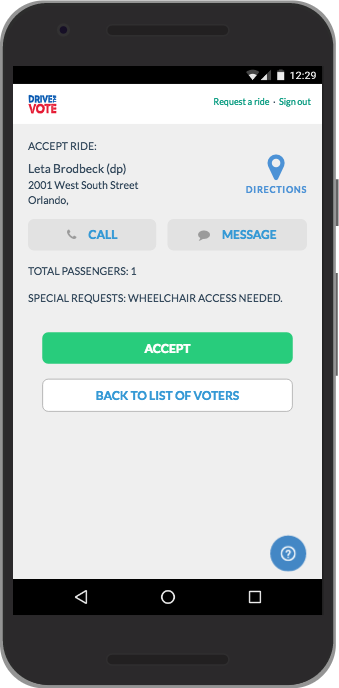 12:29
DRIVE THE VOTE
Request a ride · Sign out
ACCEPT RIDE:
Leta Brodbeck (dp)
2001 West South Street
Orlando,
DIRECTIONS
CALL
MESSAGE
TOTAL PASSENGERS: 1
SPECIAL REQUESTS: WHEELCHAIR ACCESS NEEDED.
ACCEPT
BACK TO LIST OF VOTERS
?